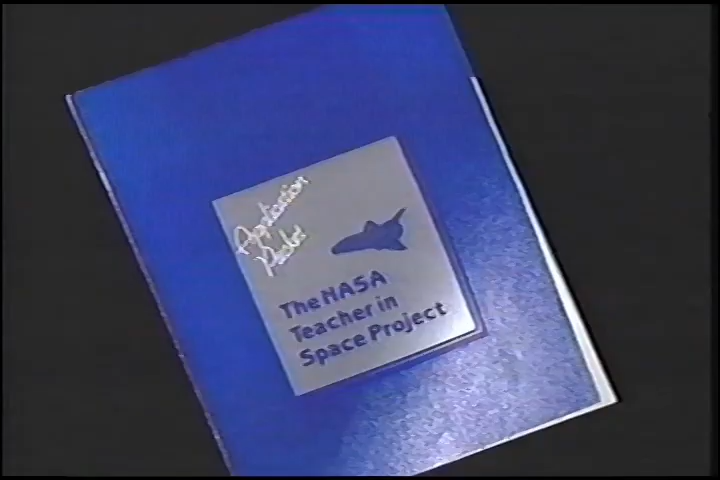 Application
Packet
The NASA
Teacher in
Space Project